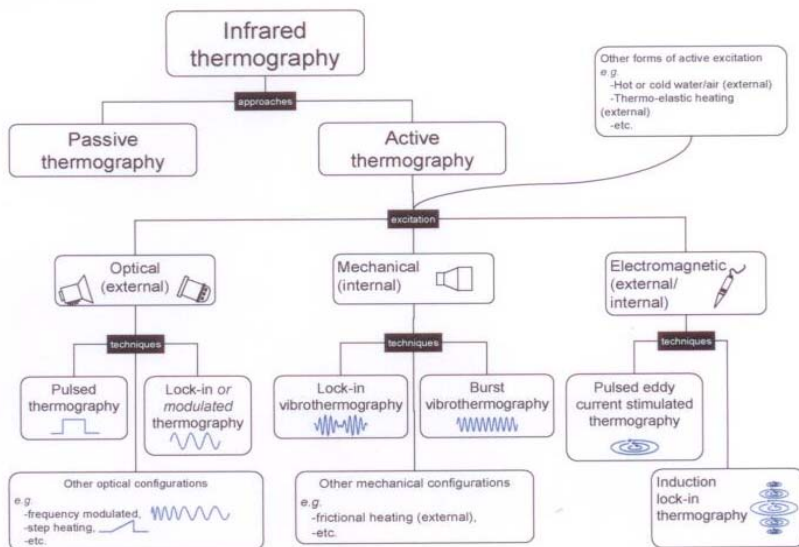 Infrared
thermography
approaches
Passive
thermography
Active
thermography
Other forms of active excitation
e.g.
-Hot or cold water/air (external)
-Thermo-elastic heating
(external)
-etc.
excitation
Optical
(external)
Mechanical
(internal)
Electromagnetic
(external/
internal)
techniques
techniques
techniques
Pulsed
thermography
Lock-in or
modulated
thermography
Lock-in
vibrothermography
Burst
vibrothermography
Pulsed eddy
current stimulated
thermography
Other optical configurations
e.g.
-frequency modulated,
-step heating,
-etc.
Other mechanical configurations
e.g.
-frictional heating (external),
-etc.
Induction
lock-in
thermography